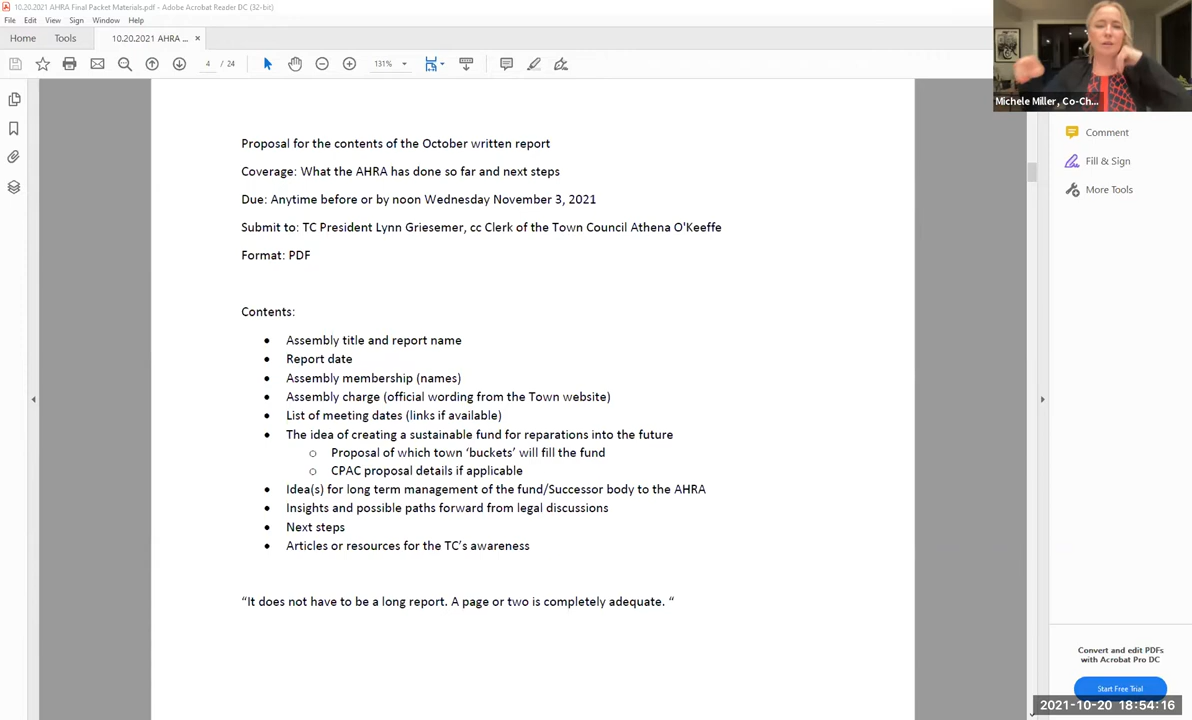 10.20.2021 AHRA Final Packet Materials.pdf - Adobe Acrobat Reader DC (32-bit)
File Edit View Sign Window Help
Home Tools 10.20.2021 AHRA ... ×
4 / 24 131%
Michele Miller, Co-Ch...
Comment
Fill & Sign
More Tools
Proposal for the contents of the October written report
Coverage: What the AHRA has done so far and next steps
Due: Anytime before or by noon Wednesday November 3, 2021
Submit to: TC President Lynn Griesemer, cc Clerk of the Town Council Athena O'Keeffe
Format: PDF
Contents:
• Assembly title and report name
• Report date
• Assembly membership (names)
• Assembly charge (official wording from the Town website)
• List of meeting dates (links if available)
• The idea of creating a sustainable fund for reparations into the future
o Proposal of which town ‘buckets’ will fill the fund
o CPAC proposal details if applicable
• Idea(s) for long term management of the fund/Successor body to the AHRA
• Insights and possible paths forward from legal discussions
• Next steps
• Articles or resources for the TC’s awareness
“It does not have to be a long report. A page or two is completely adequate. “
Convert and edit PDFs
with Acrobat Pro DC
Start Free Trial
2021-10-20 18:54:16